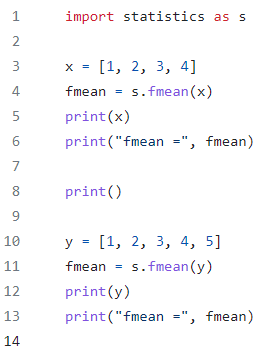 1 import statistics as s
2
3 x = [1, 2, 3, 4]
4 fmean = s.fmean(x)
5 print(x)
6 print("fmean =", fmean)
7
8 print()
9
10 y = [1, 2, 3, 4, 5]
11 fmean = s.fmean(y)
12 print(y)
13 print("fmean =", fmean)
14